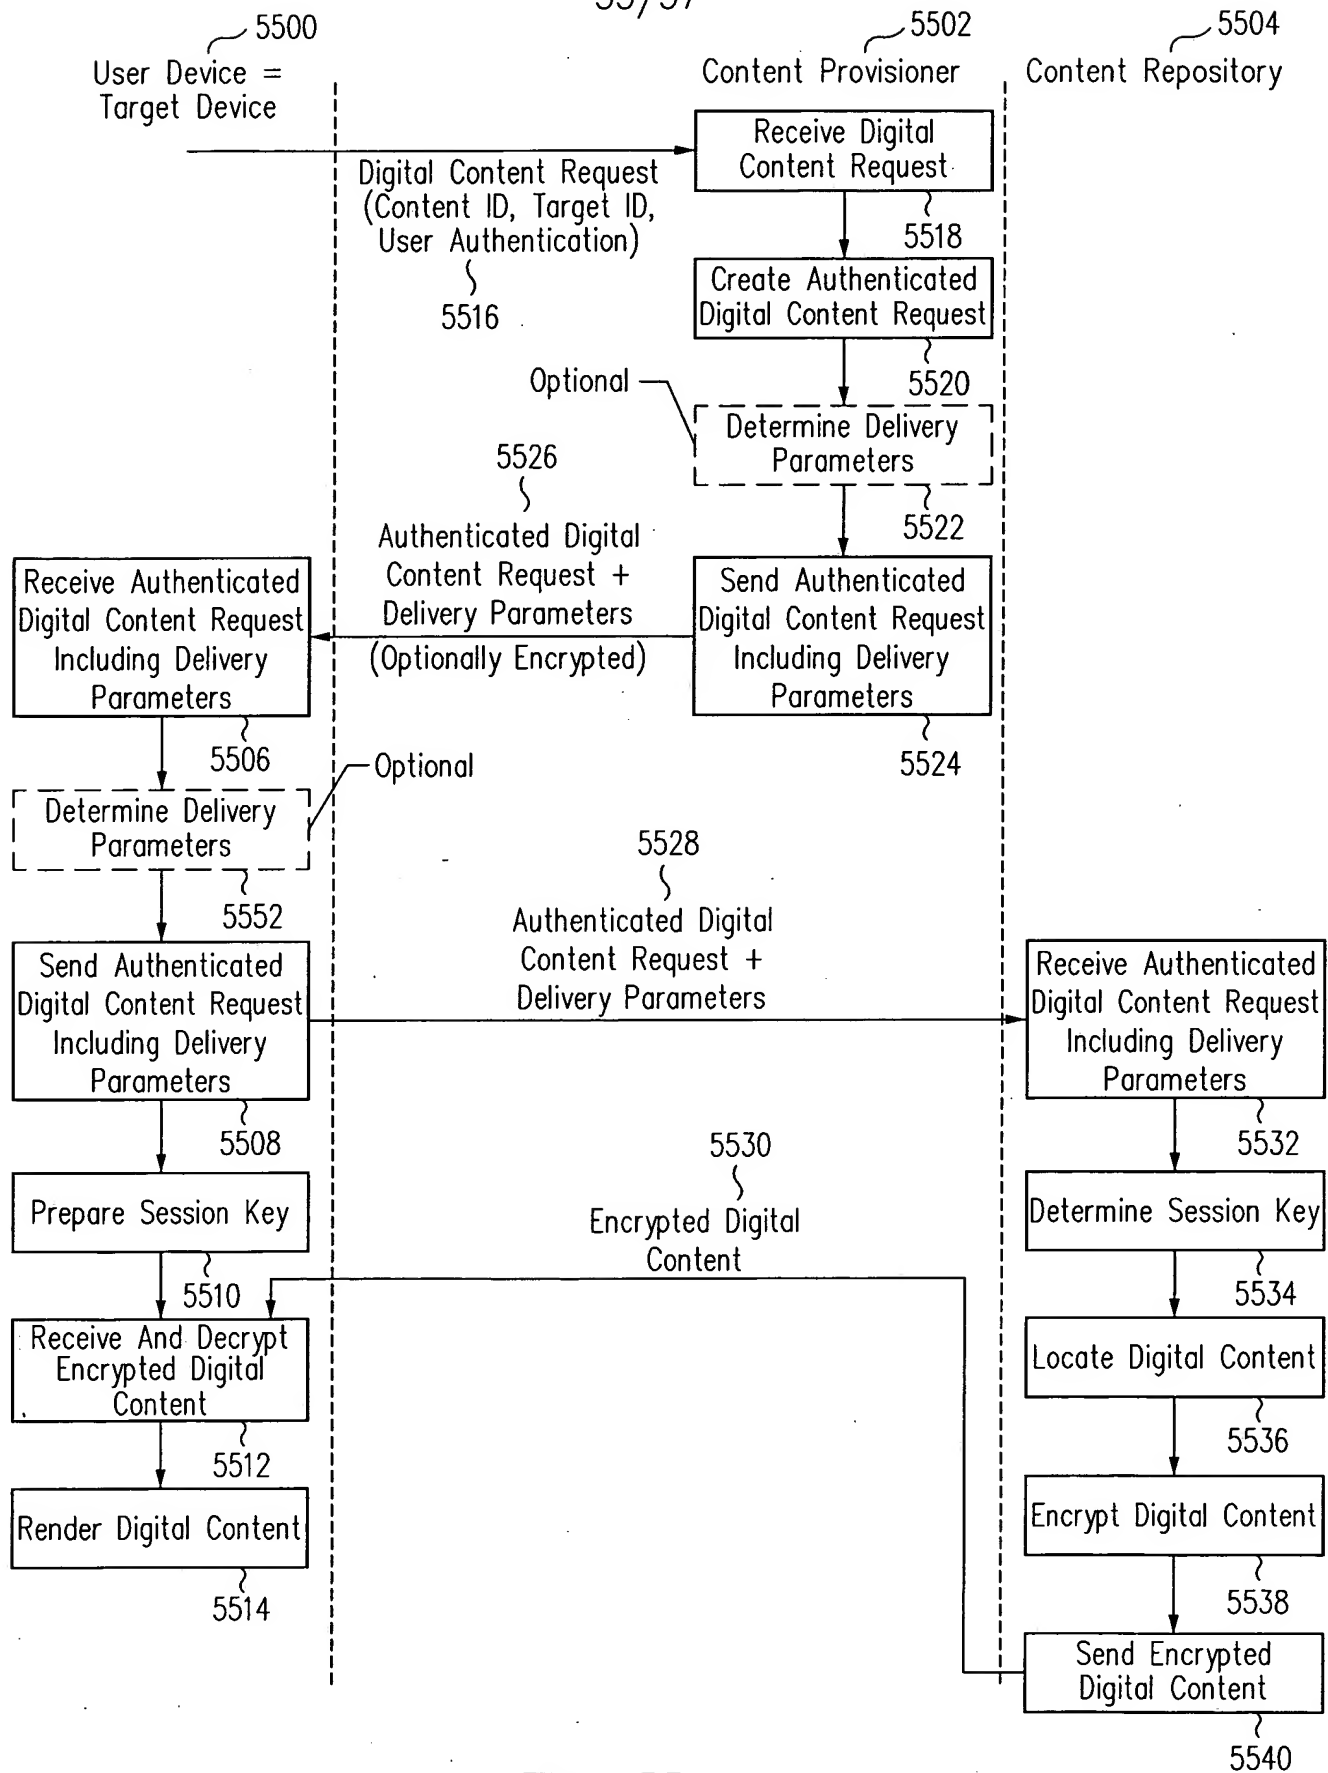 5500
User Device =
Target Device
5502
Content Provisioner
5504
Content Repository
Receive Digital
Content Request
5518
Digital Content Request
(Content ID, Target ID,
User Authentication)
5516
Create Authenticated
Digital Content Request
5520
Optional
Determine Delivery
Parameters
5522
5526
Authenticated Digital
Content Request +
Delivery Parameters
(Optionally Encrypted)
Send Authenticated
Digital Content Request
Including Delivery
Parameters
5524
Receive Authenticated
Digital Content Request
Including Delivery
Parameters
5506
Optional
Determine Delivery
Parameters
5552
5528
Authenticated Digital
Content Request +
Delivery Parameters
Send Authenticated
Digital Content Request
Including Delivery
Parameters
5508
Receive Authenticated
Digital Content Request
Including Delivery
Parameters
5532
Prepare Session Key
5510
5530
Encrypted Digital
Content
Determine Session Key
5534
Receive And Decrypt
Encrypted Digital
Content
5512
Locate Digital Content
5536
Render Digital Content
5514
Encrypt Digital Content
5538
Send Encrypted
Digital Content
5540